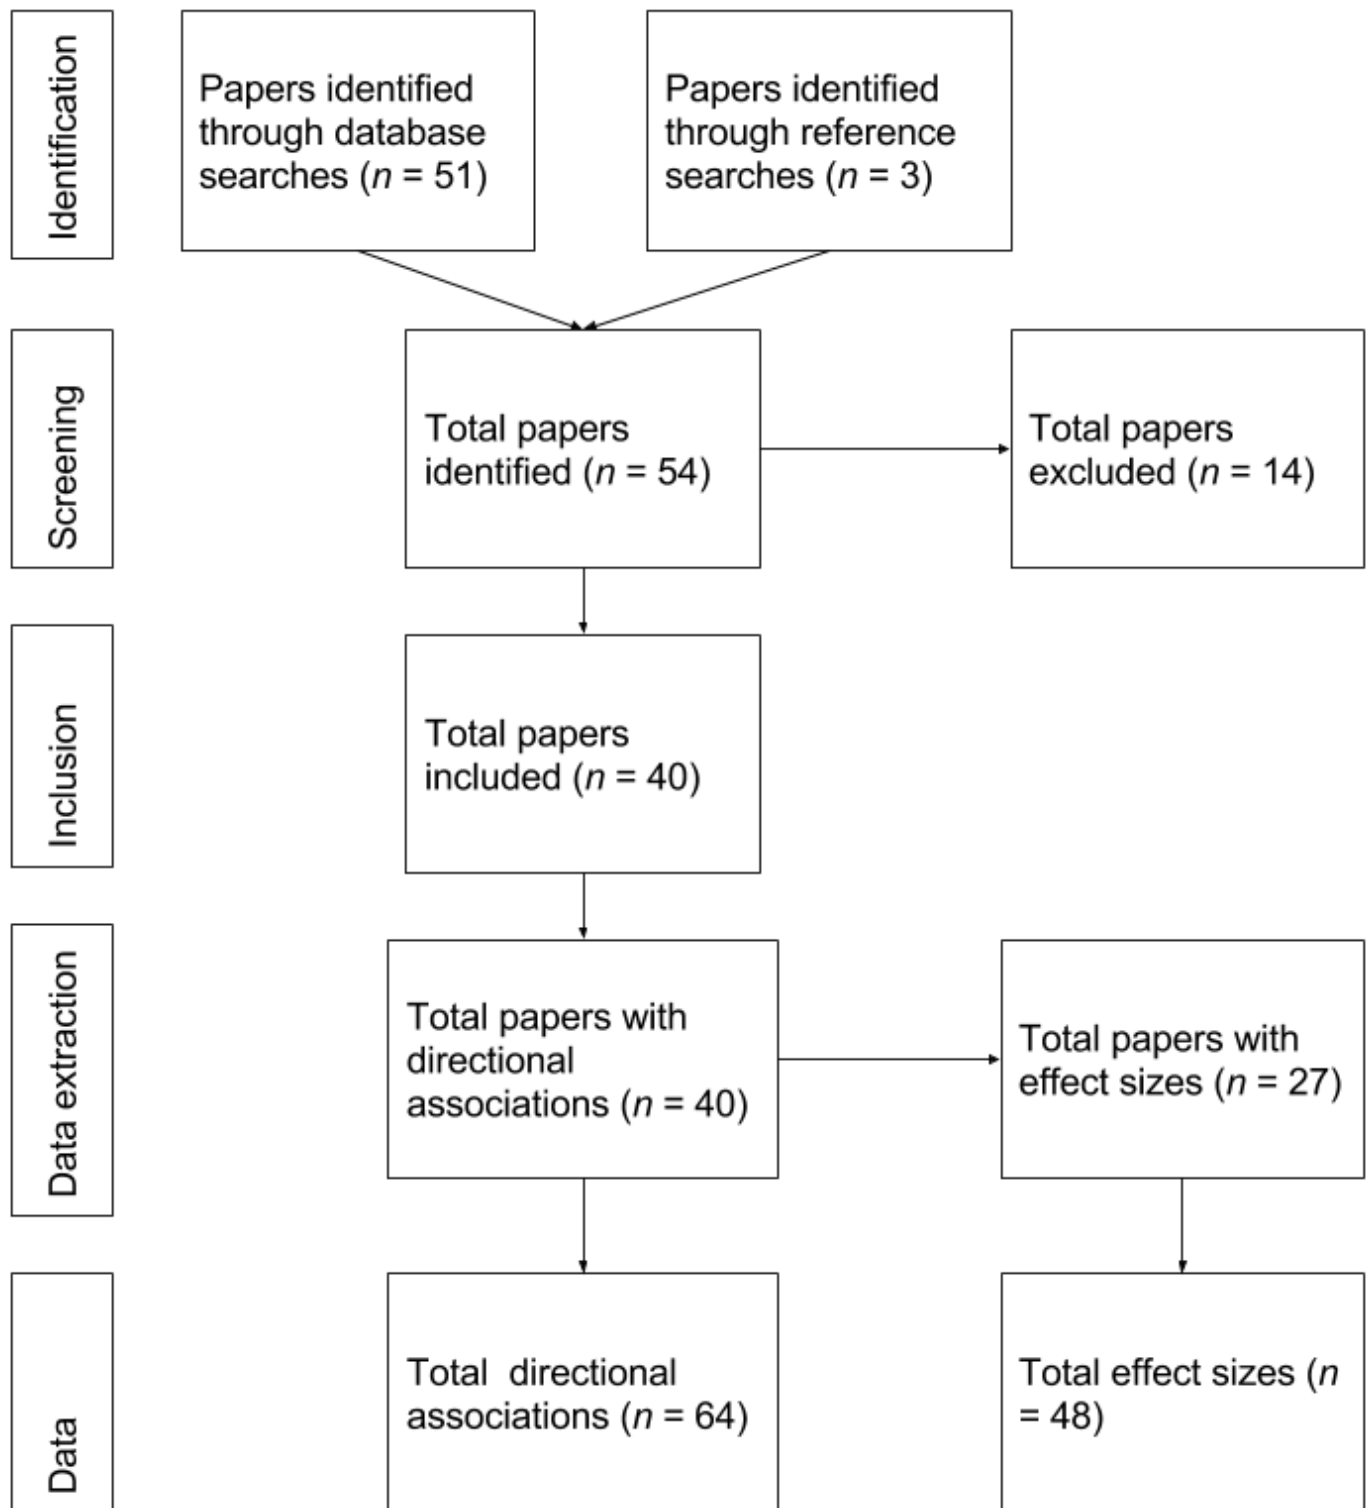 Identification
Papers identified
through database
searches (n = 51)
Papers identified
through reference
searches (n = 3)
Screening
Total papers
identified (n = 54)
Total papers
excluded (n = 14)
Inclusion
Total papers
included (n = 40)
Data extraction
Total papers with
directional
associations (n = 40)
Total papers with
effect sizes (n = 27)
Data
Total  directional
associations (n = 64)
Total effect sizes (n
= 48)